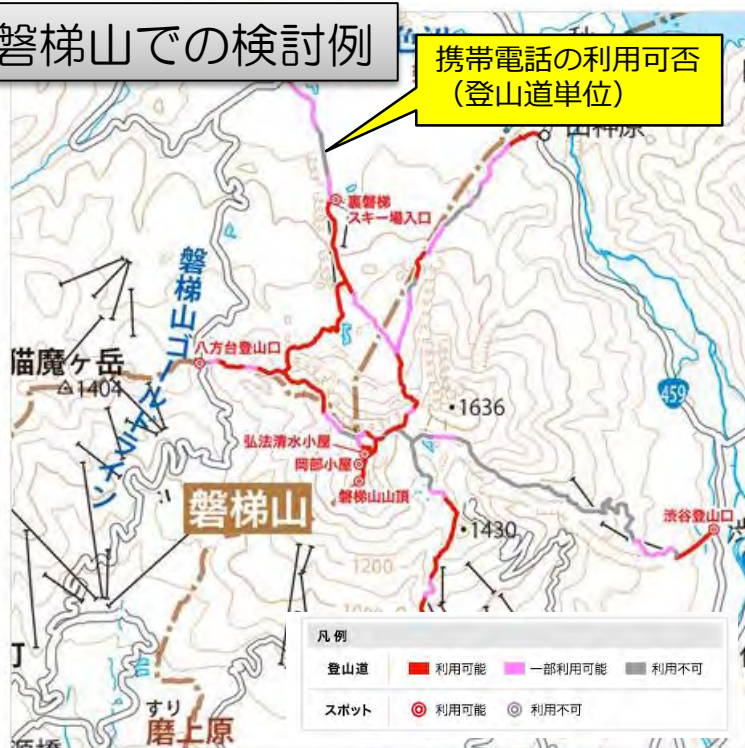 磐梯山での検討例
携帯電話の利用可否
（登山道単位）
裏磐梯
スキー場入口
磐梯山ゴールドライン
八方台登山口
猫魔ヶ岳
1404
1636
459
弘法清水小屋
岡部小屋
磐梯山山頂
磐梯山
渋谷登山口
1430
1200
凡例
登山道 利用可能 一部利用可能 利用不可
スポット 利用可能 利用不可
すり
磨上原